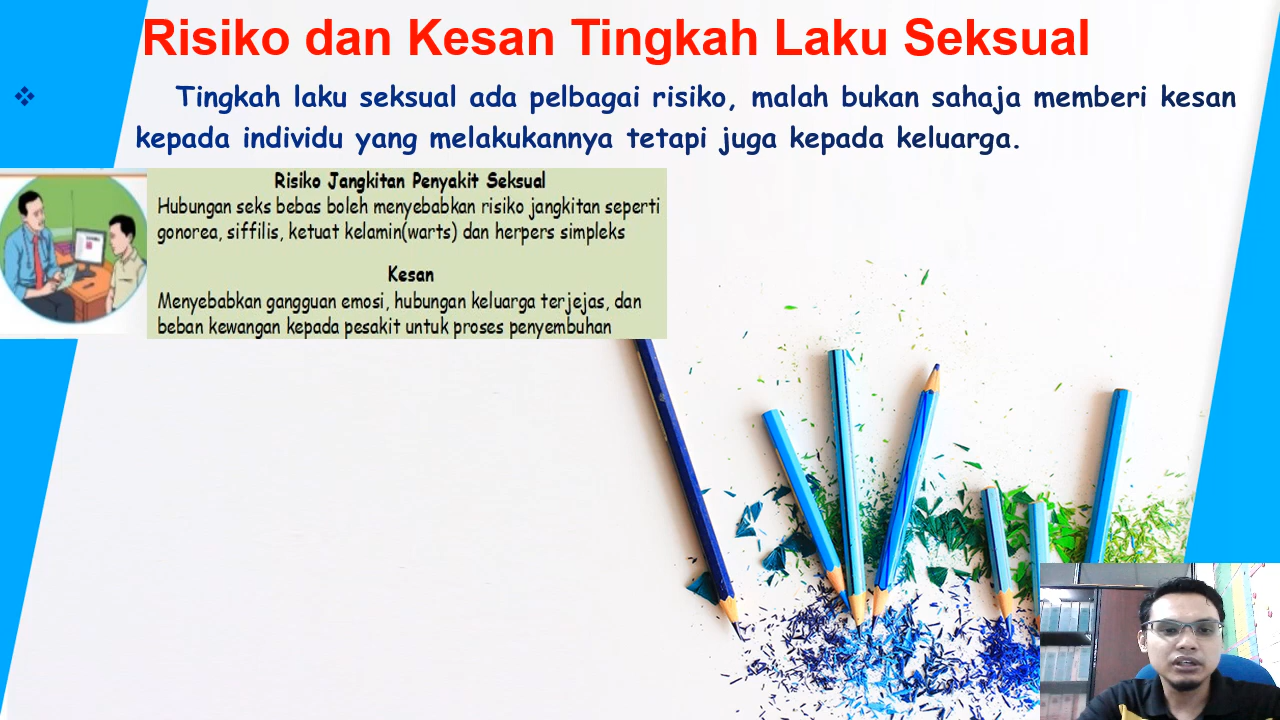 Risiko dan Kesan Tingkah Laku Seksual
Tingkah laku seksual ada pelbagai risiko, malah bukan sahaja memberi kesan
kepada individu yang melakukannya tetapi juga kepada keluarga.
Risiko Jangkitan Penyakit Seksual
Hubungan seks bebas boleh menyebabkan risiko jangkitan seperti
gonorea, siffilis, ketuat kelamin(warts) dan herpers simpleks
Kesan
Menyebabkan gangguan emosi, hubungan keluarga terjejas, dan
beban kewangan kepada pesakit untuk proses penyembuhan